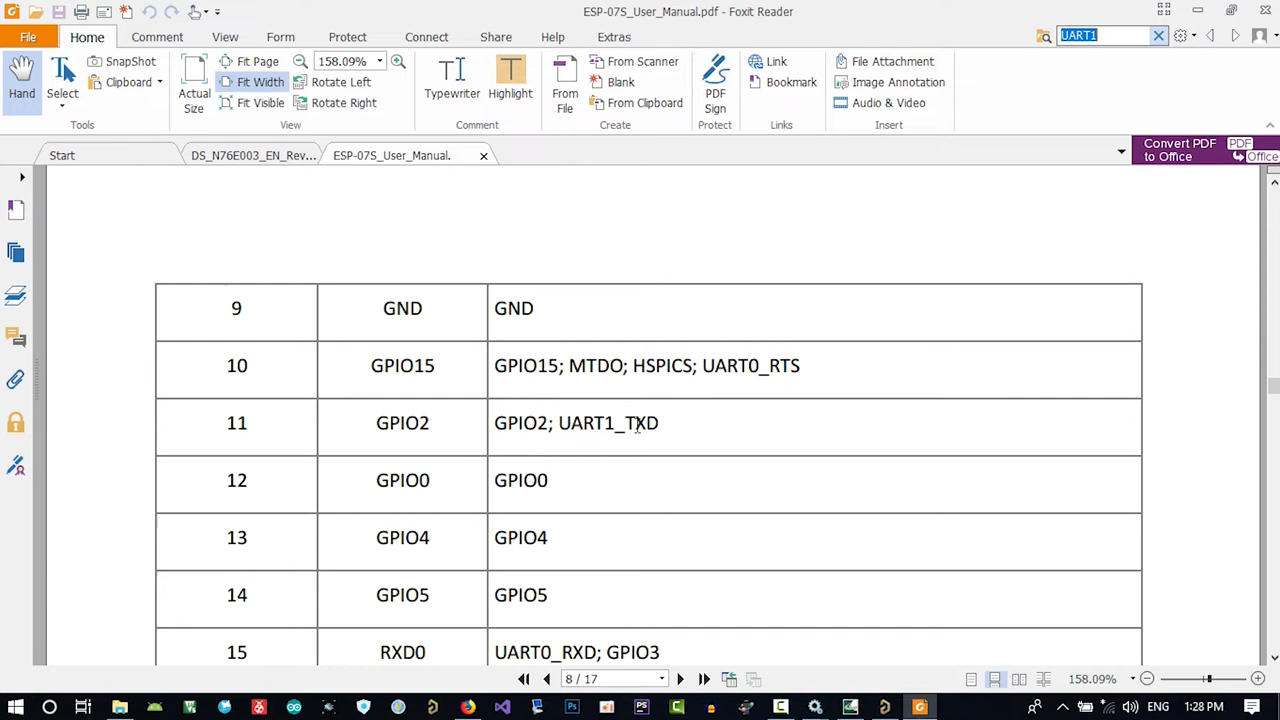 ESP-07S_User_Manual.pdf - Foxit Reader
File Home Comment View Form Protect Connect Share Help Extras UART1
Hand
Select
SnapShot
Clipboard
Tools
Actual Size
Fit Page
Fit Width
Fit Visible
158.09%
Rotate Left
Rotate Right
View
Typewriter
Highlight
Comment
From File
From Scanner
Blank
From Clipboard
Create
PDF Sign
Protect
Link
Bookmark
Links
File Attachment
Image Annotation
Audio & Video
Insert
Start DS_N76E003_EN_Rev... ESP-07S_User_Manual.
Convert PDF to Office
PDF
Office
9 GND GND
10 GPIO15 GPIO15; MTDO; HSPICS; UART0_RTS
11 GPIO2 GPIO2; UART1_TXD
12 GPIO0 GPIO0
13 GPIO4 GPIO4
14 GPIO5 GPIO5
15 RXD0 UART0_RXD; GPIO3
8 / 17 158.09%
ENG 1:28 PM